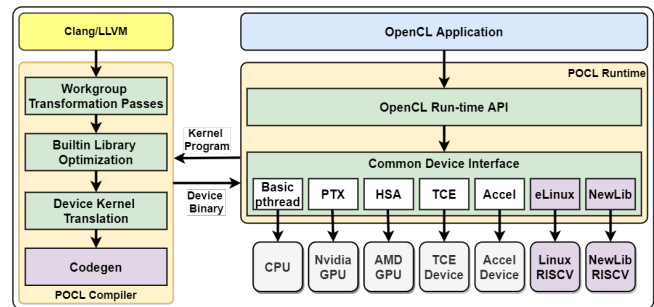 Clang/LLVM
OpenCL Application
POCL Runtime
Workgroup
Transformation Passes
OpenCL Run-time API
Builtin Library
Optimization
Kernel
Program
Common Device Interface
Device
Binary
Basic
pthread
PTX
HSA
TCE
Accel
eLinux
NewLib
Device Kernel
Translation
Codegen
CPU
Nvidia
GPU
AMD
GPU
TCE
Device
Accel
Device
Linux
RISCV
NewLib
RISCV
POCL Compiler